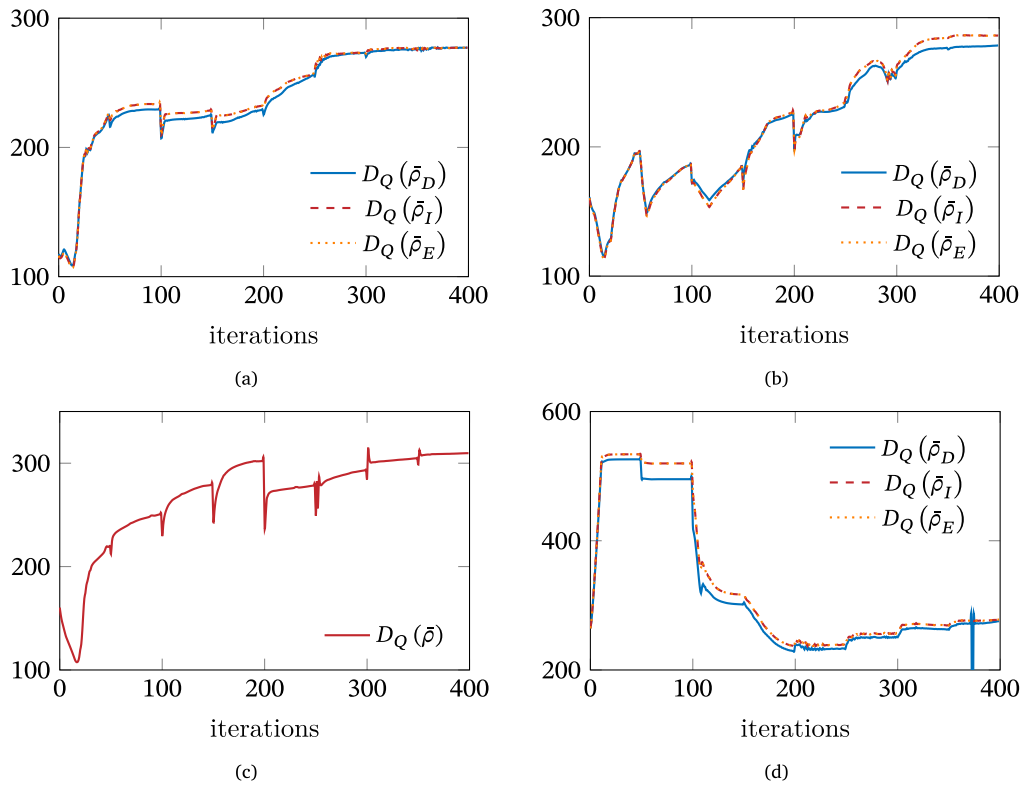 300
200
100
0 100 200 300 400
iterations
D_Q (ρ̄_D)
D_Q (ρ̄_I)
D_Q (ρ̄_E)
(a)
300
200
100
0 100 200 300 400
iterations
D_Q (ρ̄_D)
D_Q (ρ̄_I)
D_Q (ρ̄_E)
(b)
300
200
100
0 100 200 300 400
iterations
D_Q (ρ̄)
(c)
600
400
200
0 100 200 300 400
iterations
D_Q (ρ̄_D)
D_Q (ρ̄_I)
D_Q (ρ̄_E)
(d)